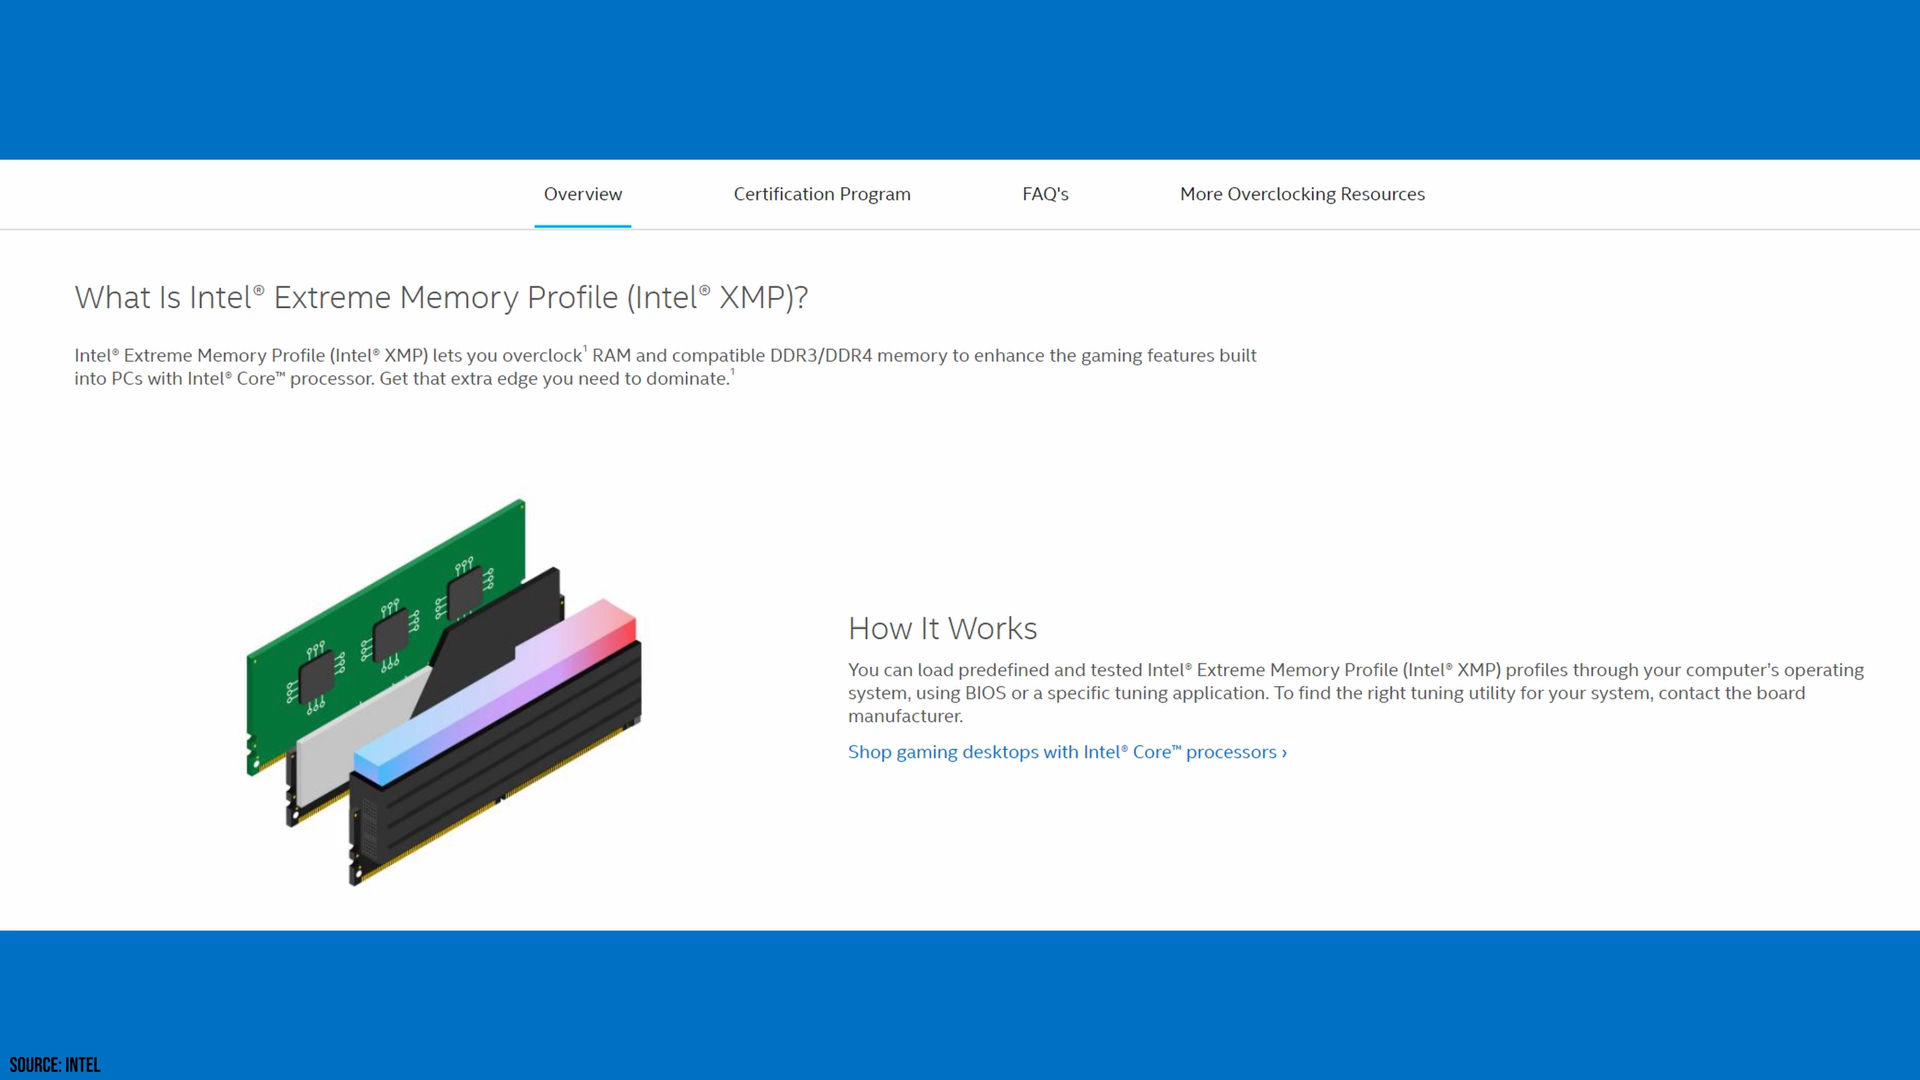 Overview
Certification Program
FAQ's
More Overclocking Resources
What Is Intel® Extreme Memory Profile (Intel® XMP)?
Intel® Extreme Memory Profile (Intel® XMP) lets you overclock¹ RAM and compatible DDR3/DDR4 memory to enhance the gaming features built
into PCs with Intel® Core™ processor. Get that extra edge you need to dominate.¹
How It Works
You can load predefined and tested Intel® Extreme Memory Profile (Intel® XMP) profiles through your computer’s operating
system, using BIOS or a specific tuning application. To find the right tuning utility for your system, contact the board
manufacturer.
Shop gaming desktops with Intel® Core™ processors ›
SOURCE: INTEL